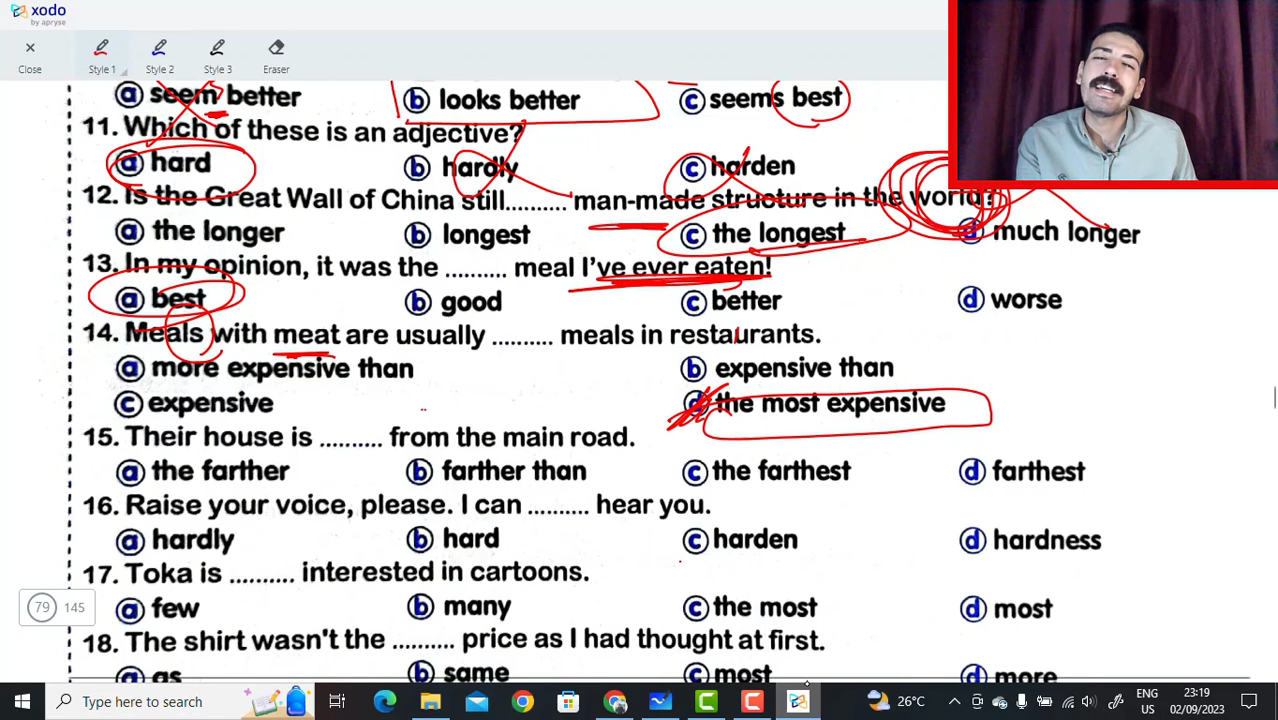 xodo
by apryse
Close
Style 1
Style 2
Style 3
Eraser
a seem better b looks better c seems best
11. Which of these is an adjective?
a hard b hardly c harden
12. Is the Great Wall of China still.......... man-made structure in the world?
a the longer b longest c the longest d much longer
13. In my opinion, it was the .......... meal I've ever eaten!
a best b good c better d worse
14. Meals with meat are usually .......... meals in restaurants.
a more expensive than b expensive than
c expensive d the most expensive
15. Their house is .......... from the main road.
a the farther b farther than c the farthest d farthest
16. Raise your voice, please. I can .......... hear you.
a hardly b hard c harden d hardness
17. Toka is .......... interested in cartoons.
a few b many c the most d most
18. The shirt wasn't the .......... price as I had thought at first.
a as b same c most d more
79 145
Type here to search
26°C
ENG
US
23:19
02/09/2023